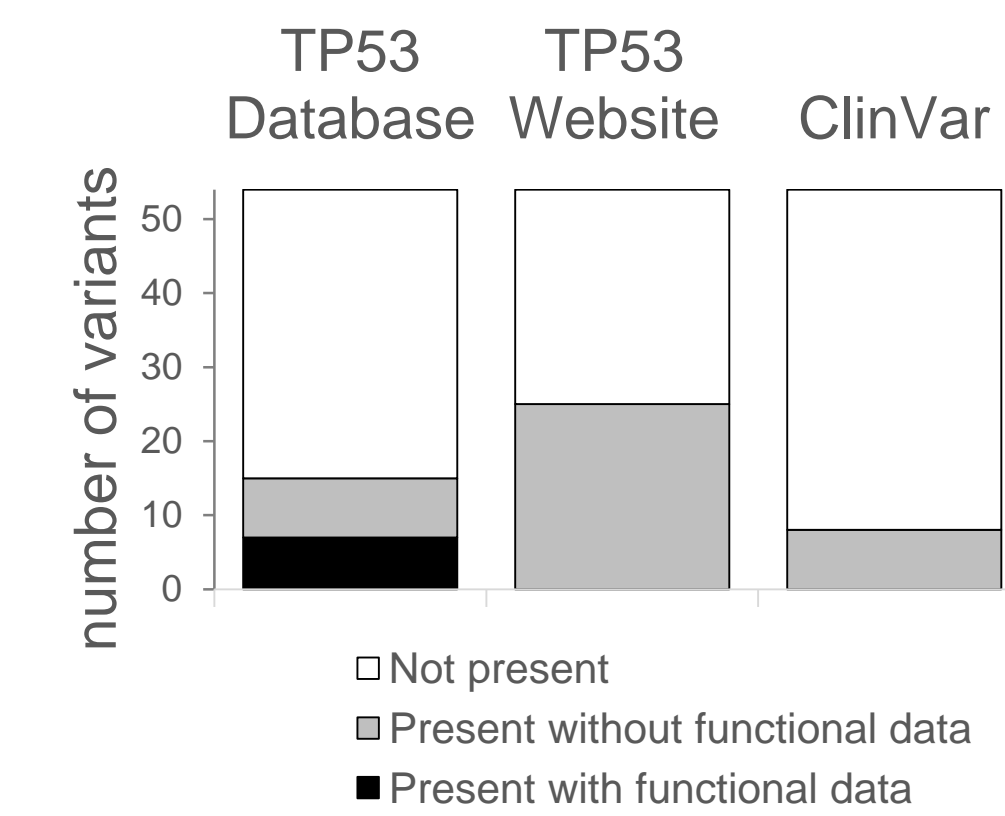 TP53
Database
TP53
Website
ClinVar
number of variants
50
40
30
20
10
0
Not present
Present without functional data
Present with functional data